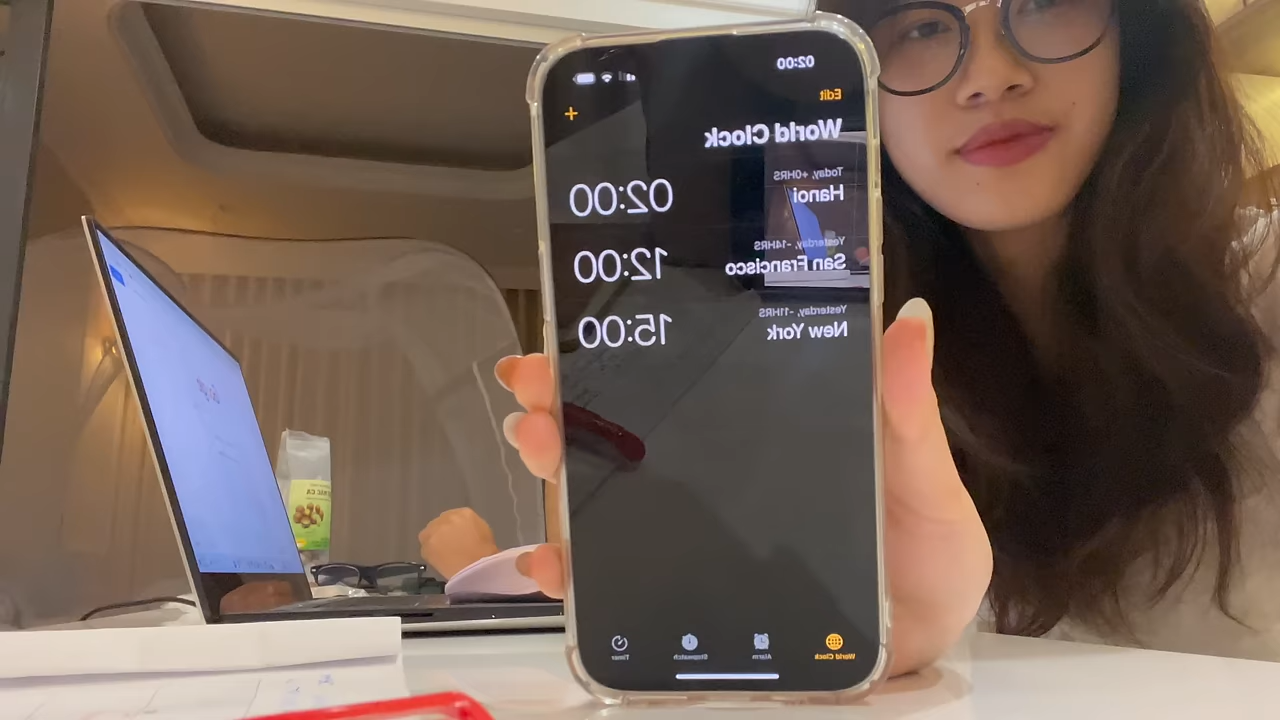 02:00
Edit
+
World Clock
Today, +0HRS
Hanoi
02:00
Yesterday, -14HRS
San Francisco
12:00
Yesterday, -11HRS
New York
15:00
World Clock
Alarm
Stopwatch
Timer
Google